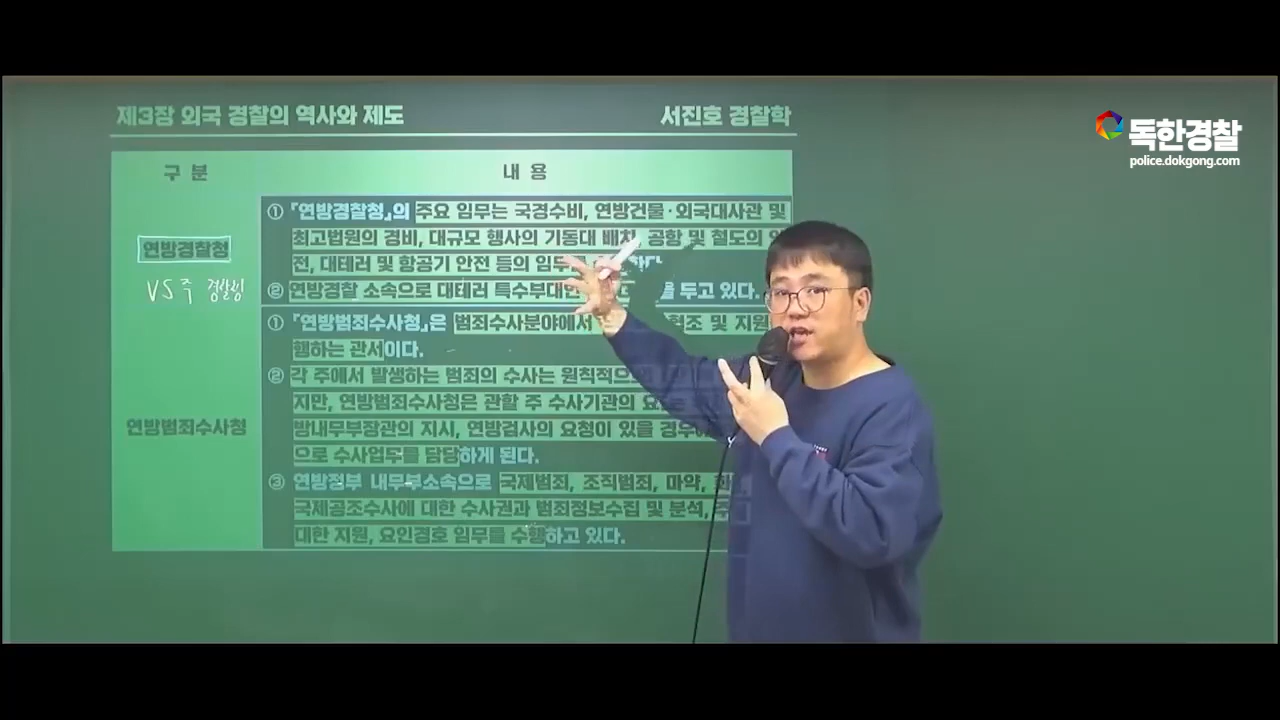 제3장 외국 경찰의 역사와 제도
서진호 경찰학
독한경찰
police.dokgong.com
구 분
내 용
연방경찰청
VS 주 경찰청
① 「연방경찰청」의 주요 임무는 국경수비, 연방건물·외국대사관 및
최고법원의 경비, 대규모 행사의 기동대 배치, 공항 및 철도의
전, 대테러 및 항공기 안전 등의 임무
② 연방경찰 소속으로 대테러 특수부대인 를 두고 있다.
연방범죄수사청
① 「연방범죄수사청」은 범죄수사분야에서 협조 및 지원
행하는 관서이다.
② 각 주에서 발생하는 범죄의 수사는 원칙적으
지만, 연방범죄수사청은 관할 주 수사기관의
방내무부장관의 지시, 연방검사의 요청이 있을 경우
으로 수사업무를 담당하게 된다.
③ 연방정부 내무부소속으로 국제범죄, 조직범죄, 마약,
국제공조수사에 대한 수사권과 범죄정보수집 및 분석,
대한 지원, 요인경호 임무를 수행하고 있다.